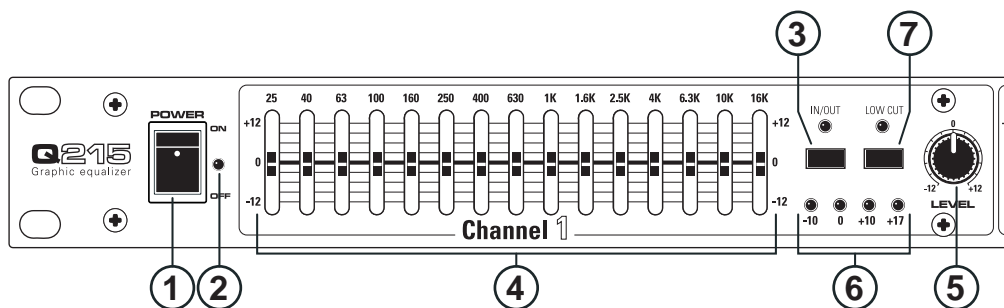 3 7
25 40 63 100 160 250 400 630 1K 1.6K 2.5K 4K 6.3K 10K 16K
POWER
ON
OFF
+12 +12
0 0
-12 -12
Q215
Graphic equalizer
IN/OUT LOW CUT
0
-12 +12
LEVEL
-10 0 +10 +17
Channel 1
1 2 4 6 5